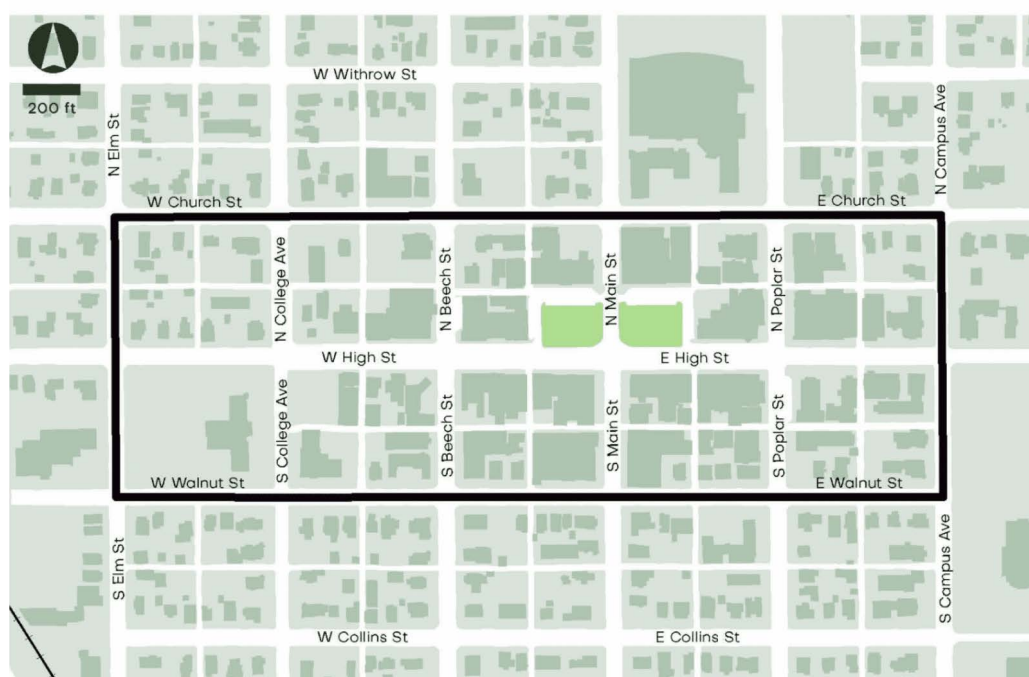 W Withrow St
200 ft
N Elm St
N Campus Ave
W Church St
E Church St
N College Ave
N Beech St
N Main St
N Poplar St
W High St
E High St
S College Ave
S Beech St
S Main St
S Poplar St
W Walnut St
E Walnut St
S Elm St
S Campus Ave
W Collins St
E Collins St